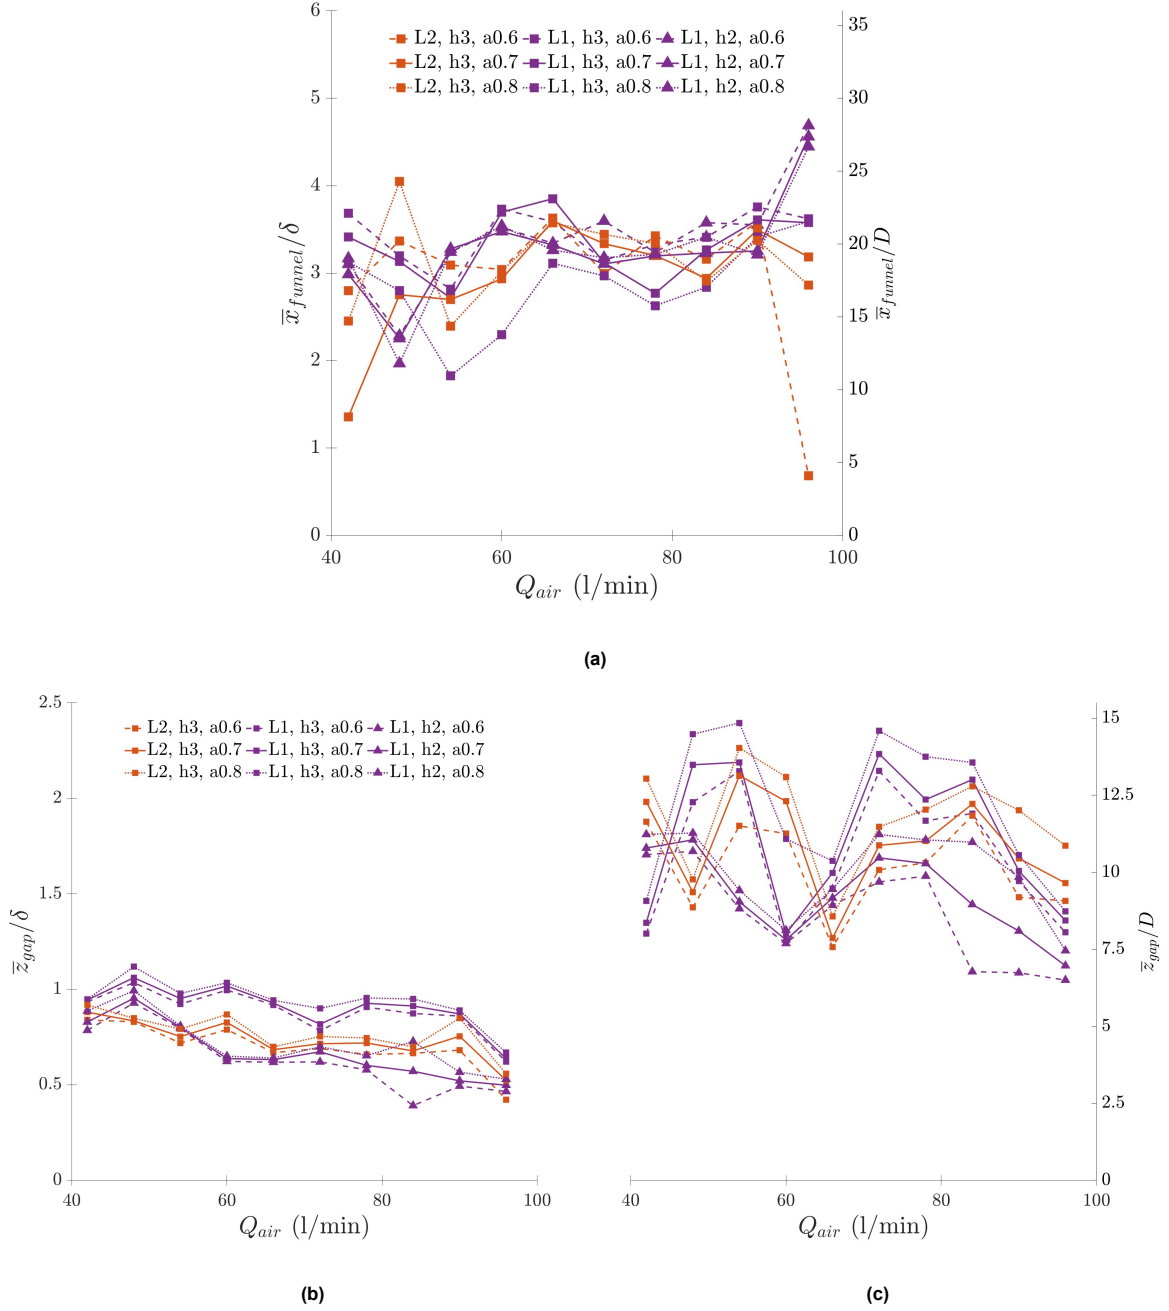 6
5
4
3
2
1
0
x̅funnel/δ
L2, h3, a0.6 L1, h3, a0.6 L1, h2, a0.6
L2, h3, a0.7 L1, h3, a0.7 L1, h2, a0.7
L2, h3, a0.8 L1, h3, a0.8 L1, h2, a0.8
35
30
25
20
15
10
5
0
x̅funnel/D
40 60 80 100
Qair (l/min)
(a)
2.5
2
1.5
1
0.5
0
z̅gap/δ
L2, h3, a0.6 L1, h3, a0.6 L1, h2, a0.6
L2, h3, a0.7 L1, h3, a0.7 L1, h2, a0.7
L2, h3, a0.8 L1, h3, a0.8 L1, h2, a0.8
40 60 80 100
Qair (l/min)
(b)
15
12.5
10
7.5
5
2.5
0
z̅gap/D
40 60 80 100
Qair (l/min)
(c)